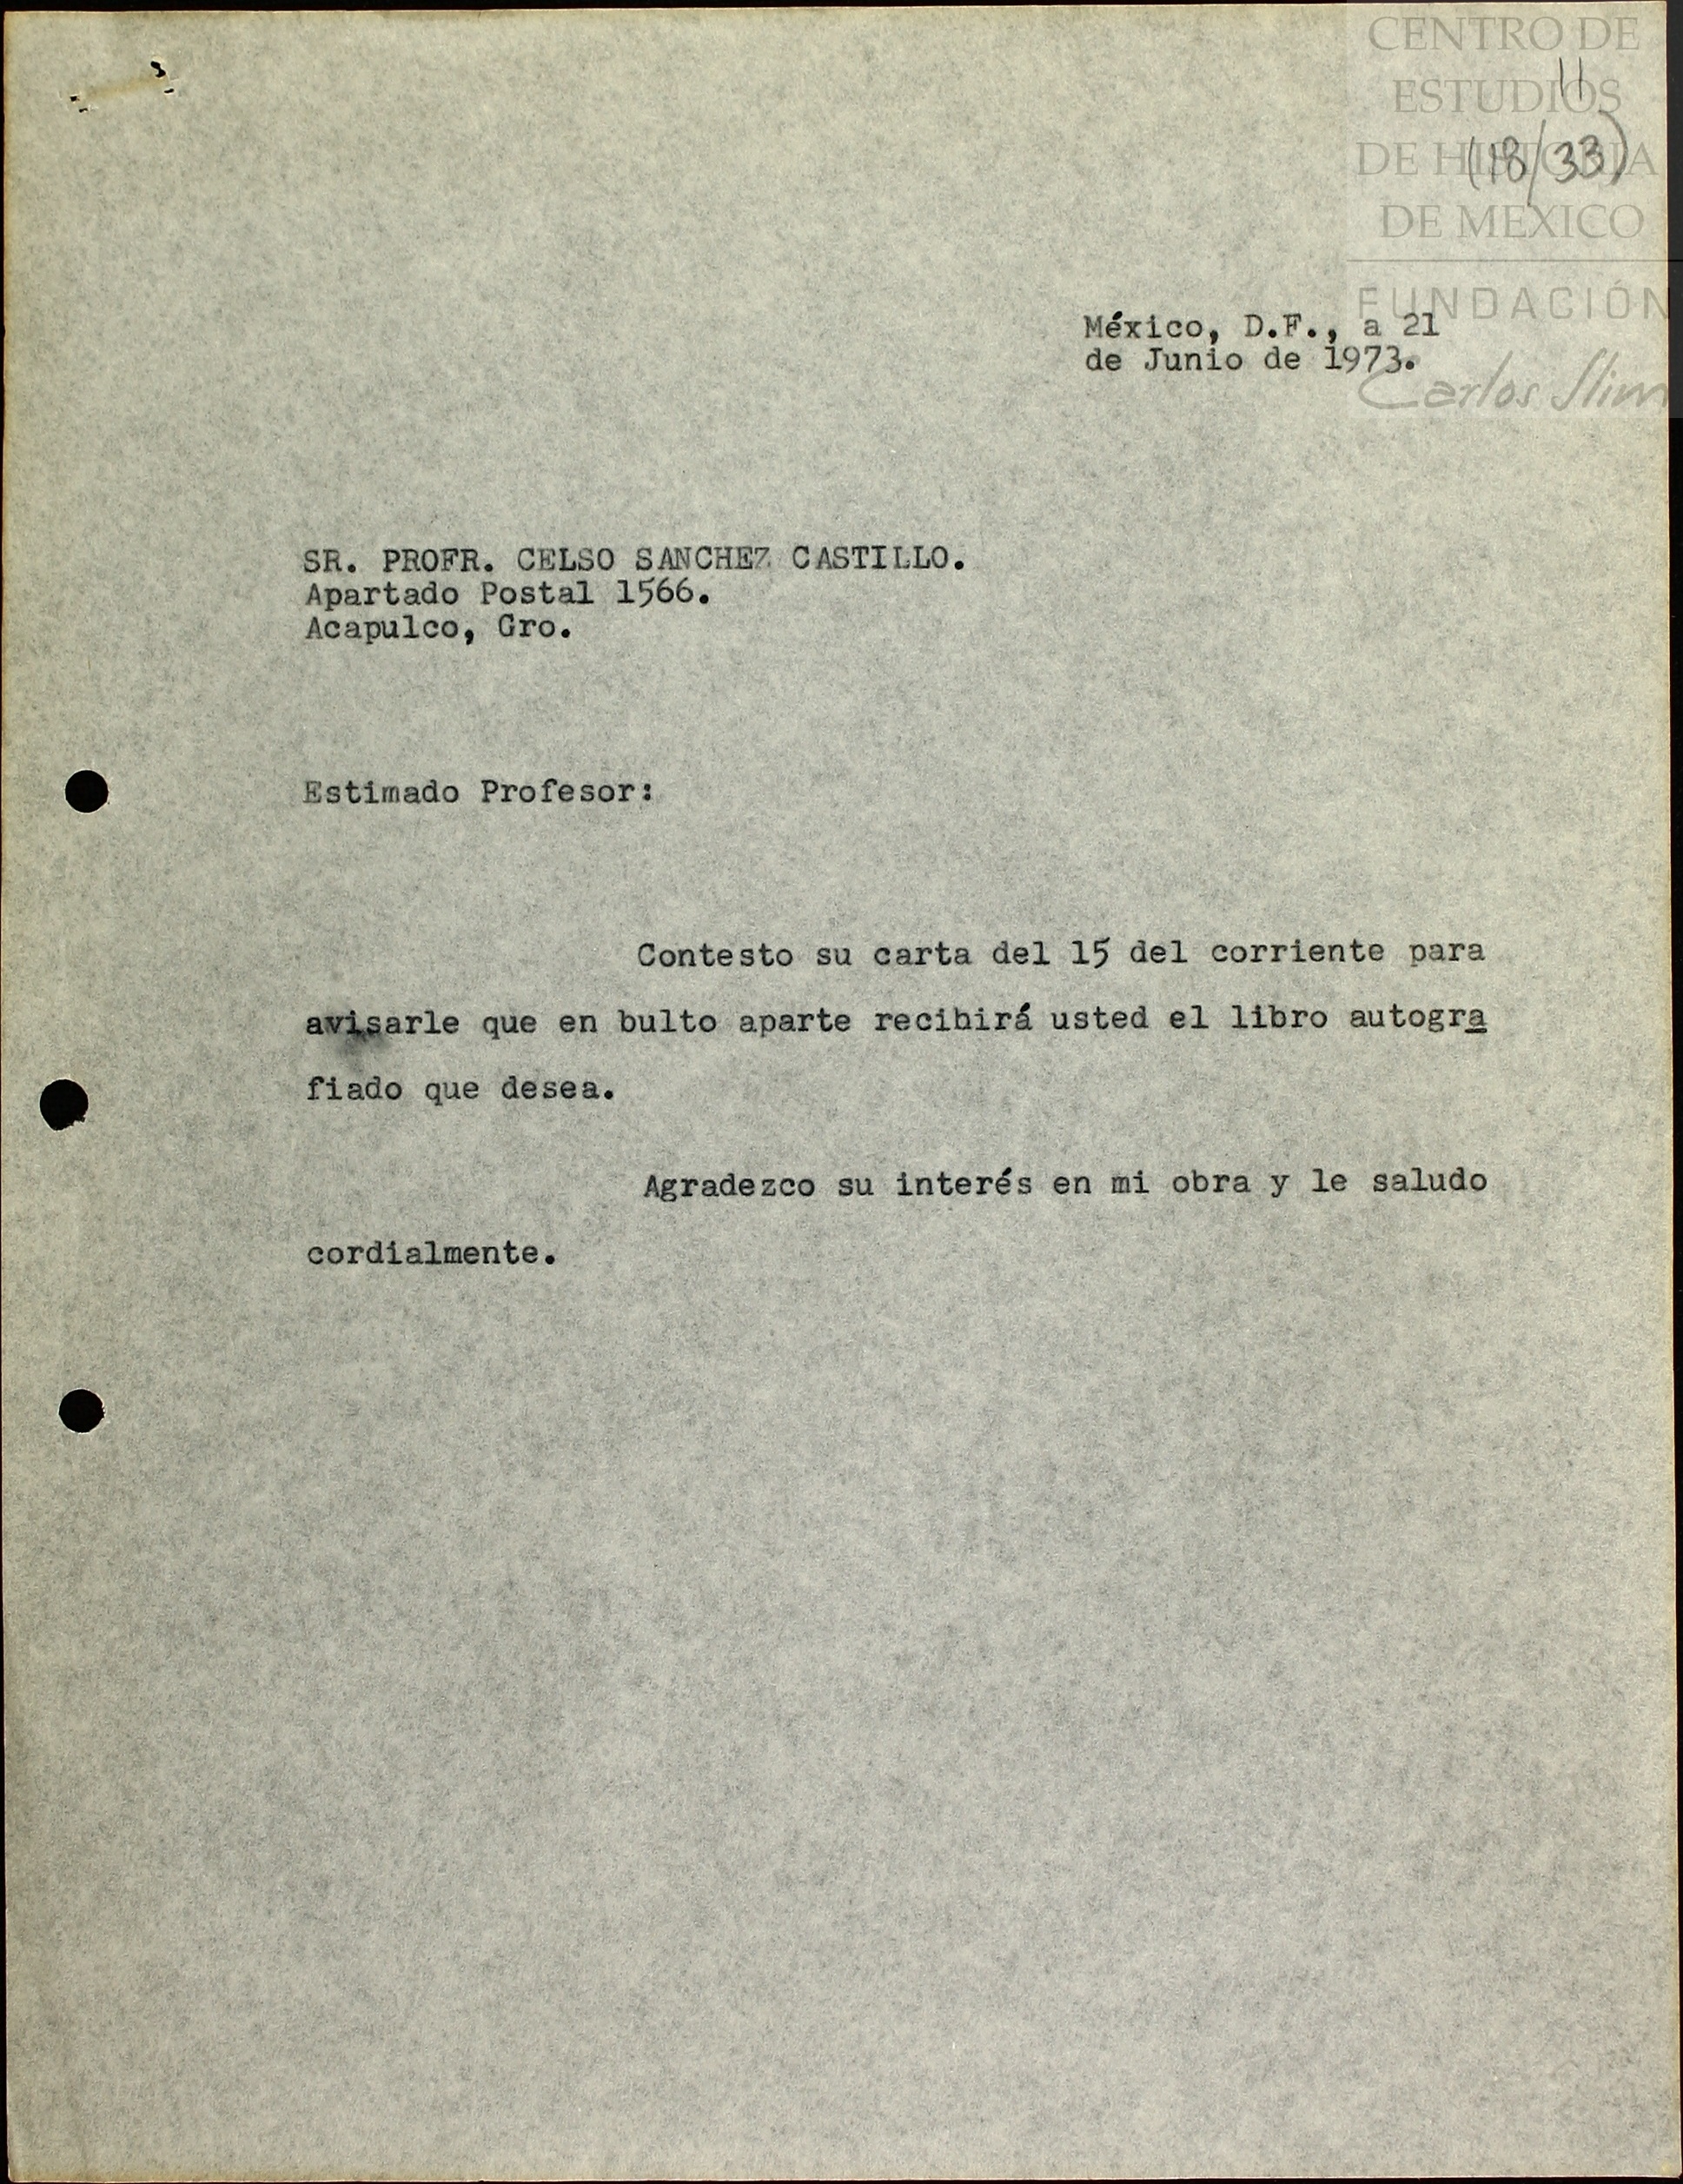 CENTRO DE
ESTUDIOS
DE HISTORIA
DE MEXICO
FUNDACIÓN
Carlos Slim
11
(18/33)
México, D.F., a 21
de Junio de 1973.
SR. PROFR. CELSO SANCHEZ CASTILLO.
Apartado Postal 1566.
Acapulco, Gro.
Estimado Profesor:
Contesto su carta del 15 del corriente para
avisarle que en bulto aparte recibirá usted el libro autogra
fiado que desea.
Agradezco su interés en mi obra y le saludo
cordialmente.